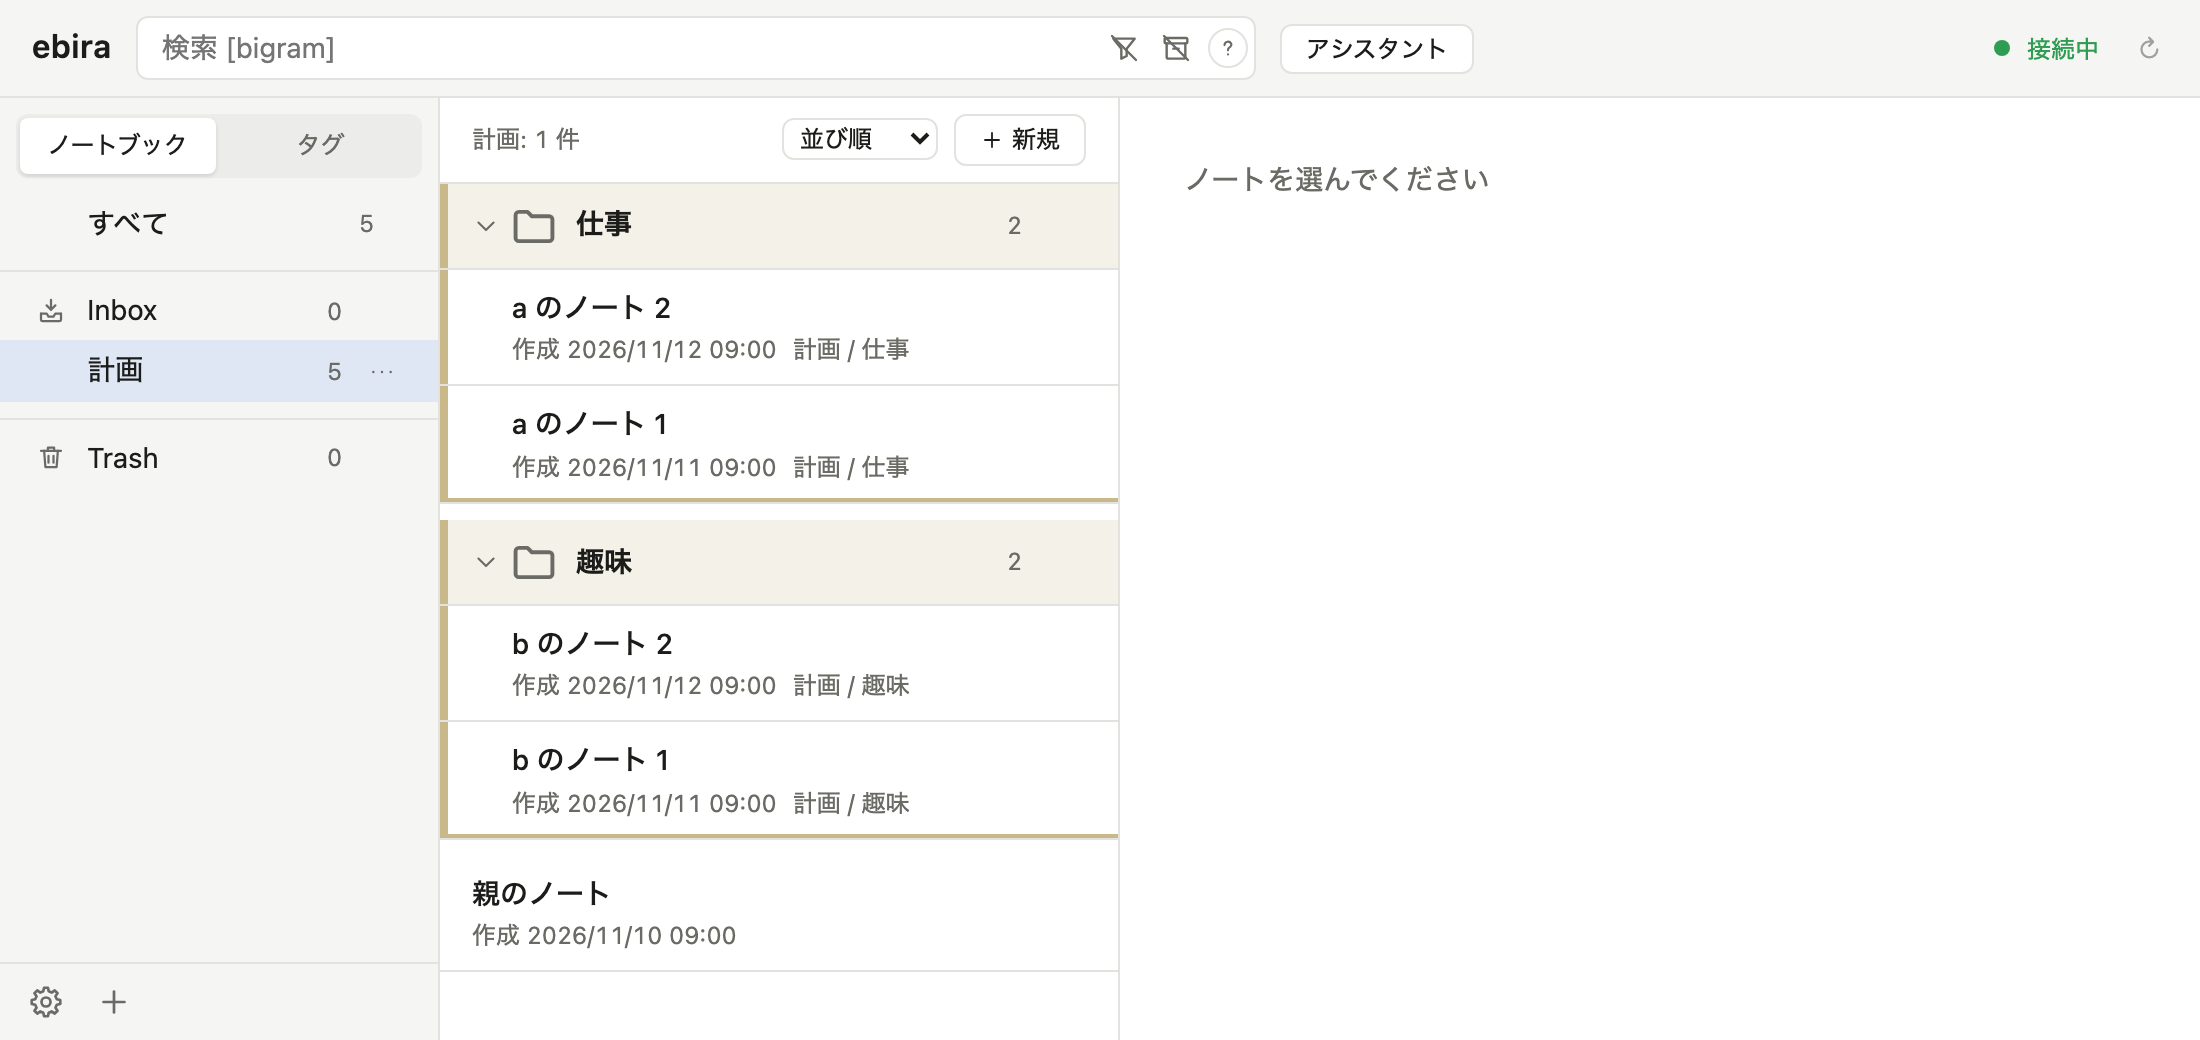 ebira
検索 [bigram]
?
アシスタント
接続中
ノートブック
タグ
すべて 5
Inbox 0
計画 5 ...
Trash 0
計画: 1 件
並び順
+ 新規
仕事 2
a のノート 2
作成 2026/11/12 09:00 計画 / 仕事
a のノート 1
作成 2026/11/11 09:00 計画 / 仕事
趣味 2
b のノート 2
作成 2026/11/12 09:00 計画 / 趣味
b のノート 1
作成 2026/11/11 09:00 計画 / 趣味
親のノート
作成 2026/11/10 09:00
ノートを選んでください